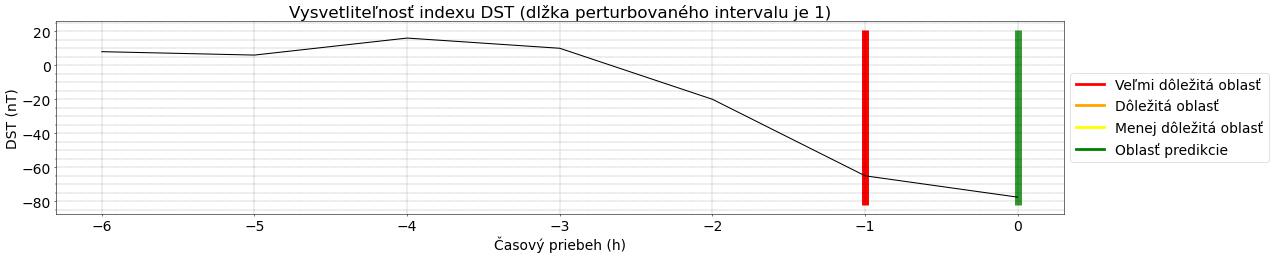 Vysvetliteľnosť indexu DST (dlžka perturbovaného intervalu je 1)
DST (nT)
20
0
−20
−40
−60
−80
−6
−5
−4
−3
−2
−1
0
Časový priebeh (h)
Veľmi dôležitá oblasť
Dôležitá oblasť
Menej dôležitá oblasť
Oblasť predikcie